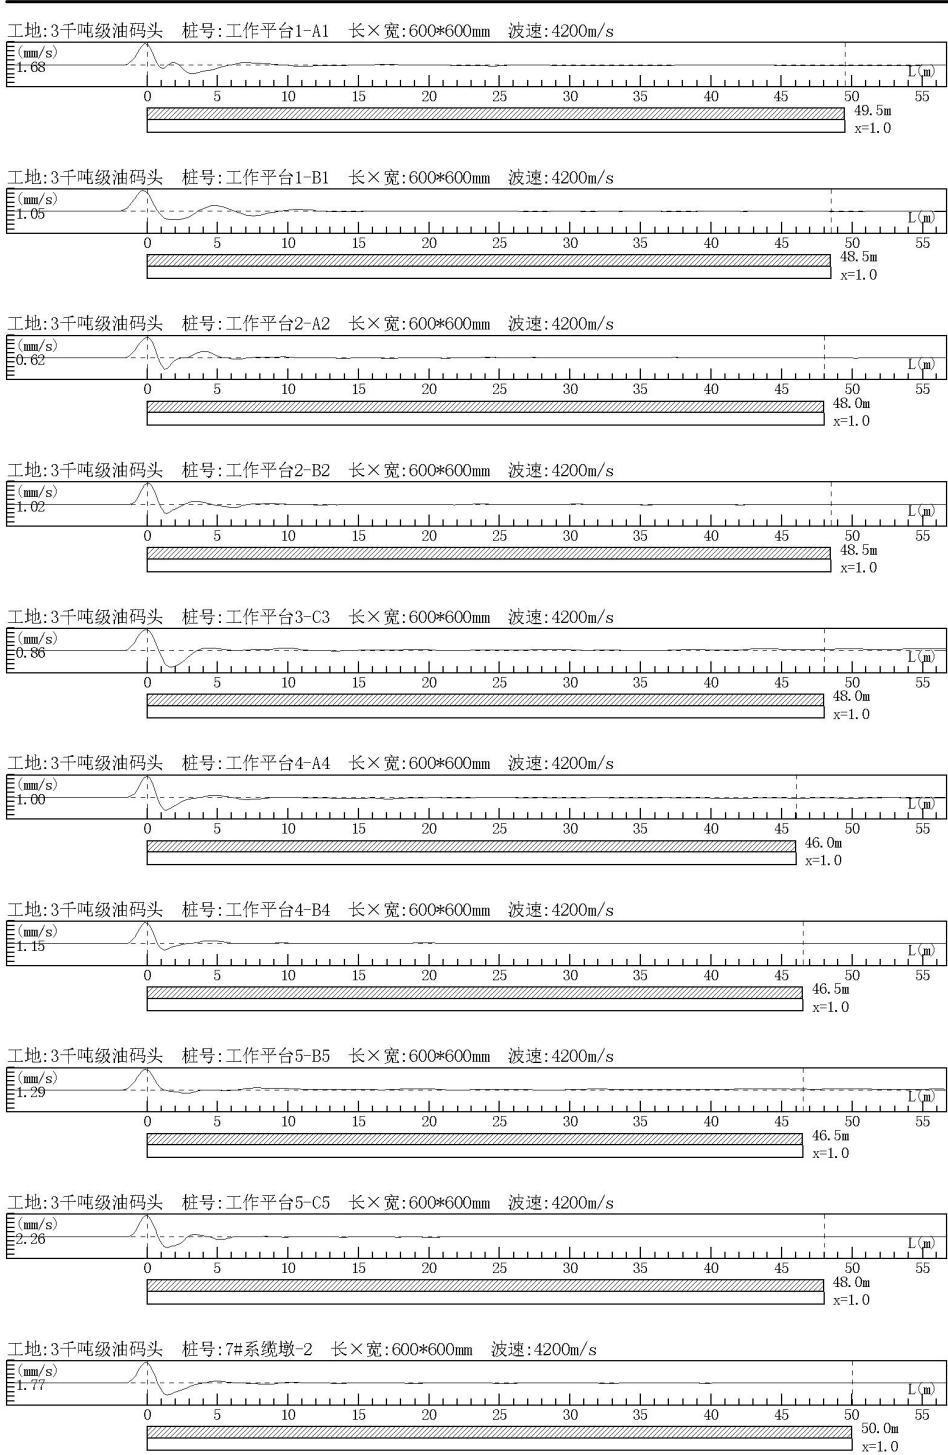 工地:3千吨级油码头 桩号:工作平台1-A1 长×宽:600*600mm 波速:4200m/s
(mm/s)
1.68
L(m)
0 5 10 15 20 25 30 35 40 45 50 55
49.5m
x=1.0
工地:3千吨级油码头 桩号:工作平台1-B1 长×宽:600*600mm 波速:4200m/s
(mm/s)
1.05
L(m)
0 5 10 15 20 25 30 35 40 45 50 55
48.5m
x=1.0
工地:3千吨级油码头 桩号:工作平台2-A2 长×宽:600*600mm 波速:4200m/s
(mm/s)
0.62
L(m)
0 5 10 15 20 25 30 35 40 45 50 55
48.0m
x=1.0
工地:3千吨级油码头 桩号:工作平台2-B2 长×宽:600*600mm 波速:4200m/s
(mm/s)
1.02
L(m)
0 5 10 15 20 25 30 35 40 45 50 55
48.5m
x=1.0
工地:3千吨级油码头 桩号:工作平台3-C3 长×宽:600*600mm 波速:4200m/s
(mm/s)
0.86
L(m)
0 5 10 15 20 25 30 35 40 45 50 55
48.0m
x=1.0
工地:3千吨级油码头 桩号:工作平台4-A4 长×宽:600*600mm 波速:4200m/s
(mm/s)
1.00
L(m)
0 5 10 15 20 25 30 35 40 45 50 55
46.0m
x=1.0
工地:3千吨级油码头 桩号:工作平台4-B4 长×宽:600*600mm 波速:4200m/s
(mm/s)
1.15
L(m)
0 5 10 15 20 25 30 35 40 45 50 55
46.5m
x=1.0
工地:3千吨级油码头 桩号:工作平台5-B5 长×宽:600*600mm 波速:4200m/s
(mm/s)
1.29
L(m)
0 5 10 15 20 25 30 35 40 45 50 55
46.5m
x=1.0
工地:3千吨级油码头 桩号:工作平台5-C5 长×宽:600*600mm 波速:4200m/s
(mm/s)
2.26
L(m)
0 5 10 15 20 25 30 35 40 45 50 55
48.0m
x=1.0
工地:3千吨级油码头 桩号:7#系缆墩-2 长×宽:600*600mm 波速:4200m/s
(mm/s)
1.77
L(m)
0 5 10 15 20 25 30 35 40 45 50 55
50.0m
x=1.0